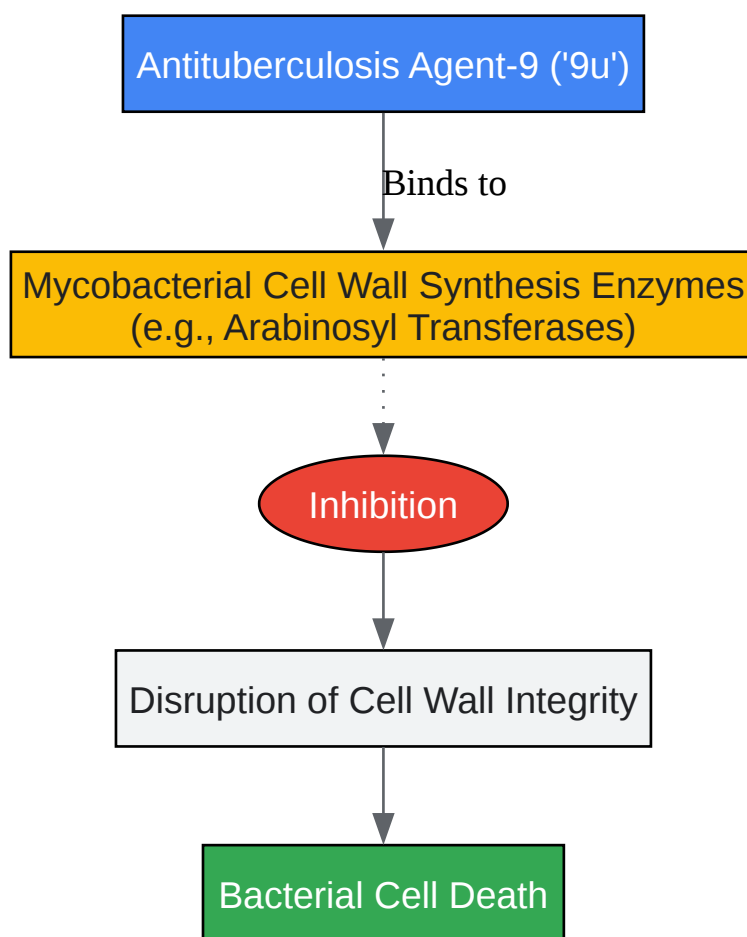 Antituberculosis Agent-9 ('9u')
Binds to
Mycobacterial Cell Wall Synthesis Enzymes
(e.g., Arabinosyl Transferases)
Inhibition
Disruption of Cell Wall Integrity
Bacterial Cell Death